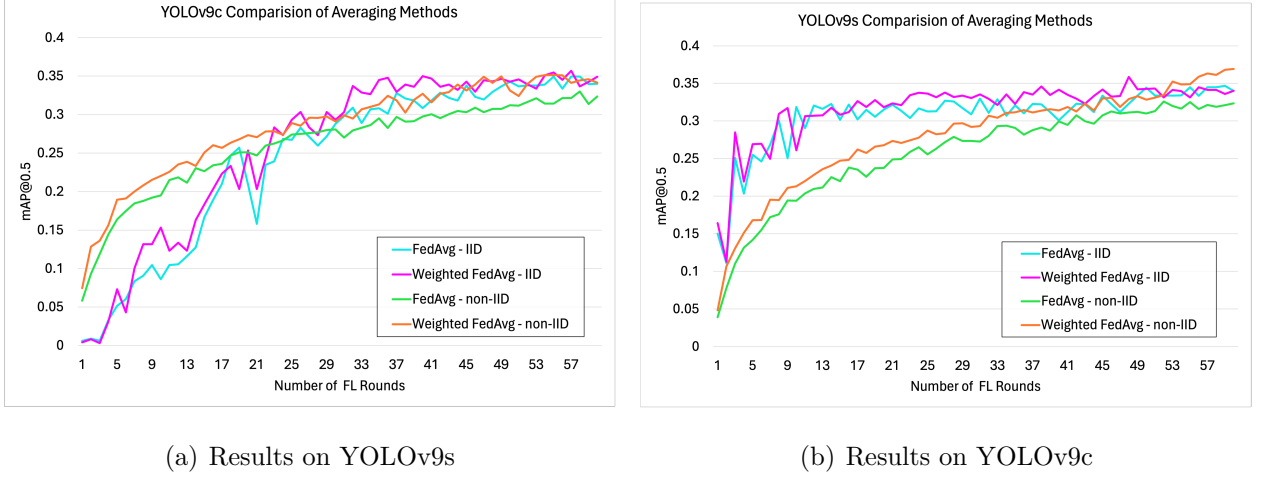 YOLOv9c Comparision of Averaging Methods
mAP@0.5
0.4
0.35
0.3
0.25
0.2
0.15
0.1
0.05
0
FedAvg - IID
Weighted FedAvg - IID
FedAvg - non-IID
Weighted FedAvg - non-IID
1 5 9 13 17 21 25 29 33 37 41 45 49 53 57
Number of FL Rounds
(a) Results on YOLOv9s
YOLOv9s Comparision of Averaging Methods
mAP@0.5
0.4
0.35
0.3
0.25
0.2
0.15
0.1
0.05
0
FedAvg - IID
Weighted FedAvg - IID
FedAvg - non-IID
Weighted FedAvg - non-IID
1 5 9 13 17 21 25 29 33 37 41 45 49 53 57
Number of FL Rounds
(b) Results on YOLOv9c